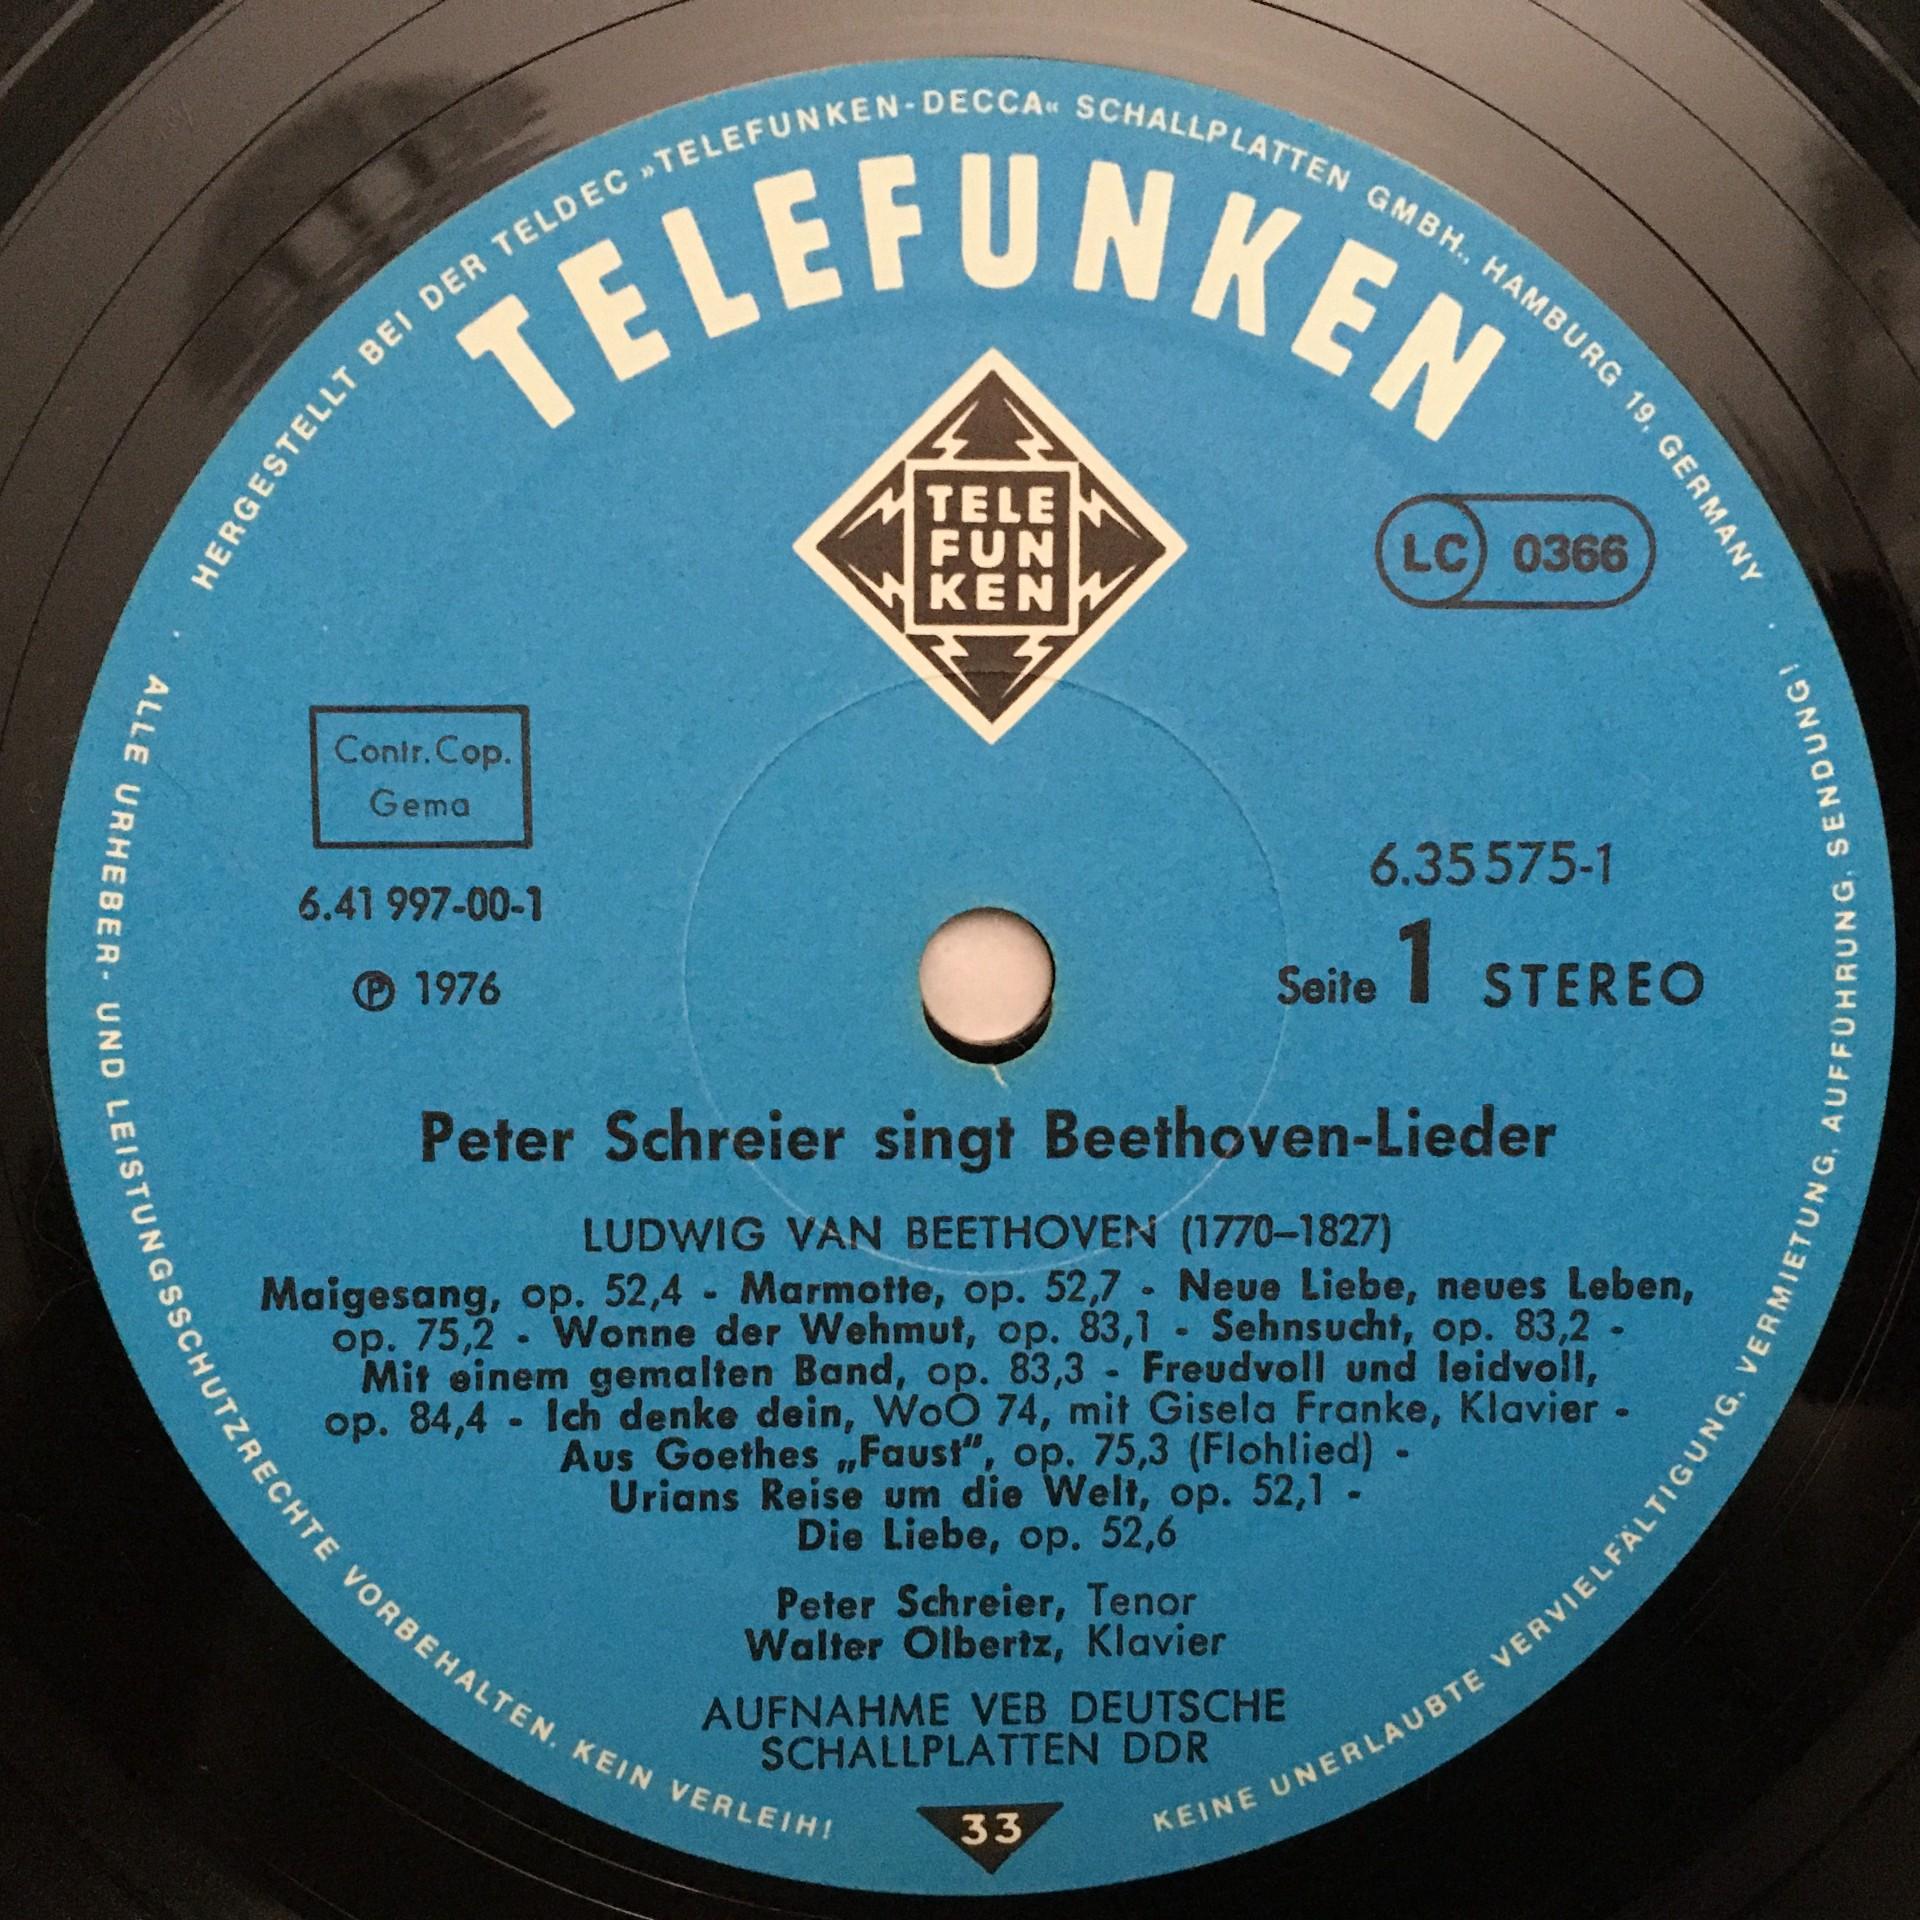 HERGESTELLT BEI DER TELDEC »TELEFUNKEN-DECCA« SCHALLPLATTEN GMBH., HAMBURG 19, GERMANY
TELEFUNKEN
TELE
FUN
KEN
LC 0366
Contr. Cop.
Gema
6.41 997-00-1
℗ 1976
6.35 575-1
Seite 1 STEREO
Peter Schreier singt Beethoven-Lieder
LUDWIG VAN BEETHOVEN (1770–1827)
Maigesang, op. 52,4 - Marmotte, op. 52,7 - Neue Liebe, neues Leben,
op. 75,2 - Wonne der Wehmut, op. 83,1 - Sehnsucht, op. 83,2 -
Mit einem gemalten Band, op. 83,3 - Freudvoll und leidvoll,
op. 84,4 - Ich denke dein, WoO 74, mit Gisela Franke, Klavier -
Aus Goethes „Faust“, op. 75,3 (Flohlied) -
Urians Reise um die Welt, op. 52,1 -
Die Liebe, op. 52,6
Peter Schreier, Tenor
Walter Olbertz, Klavier
AUFNAHME VEB DEUTSCHE
SCHALLPLATTEN DDR
33
ALLE URHEBER- UND LEISTUNGSSCHUTZRECHTE VORBEHALTEN. KEIN VERLEIH!
KEINE UNERLAUBTE VERVIELFÄLTIGUNG, VERMIETUNG, AUFFÜHRUNG, SENDUNG!